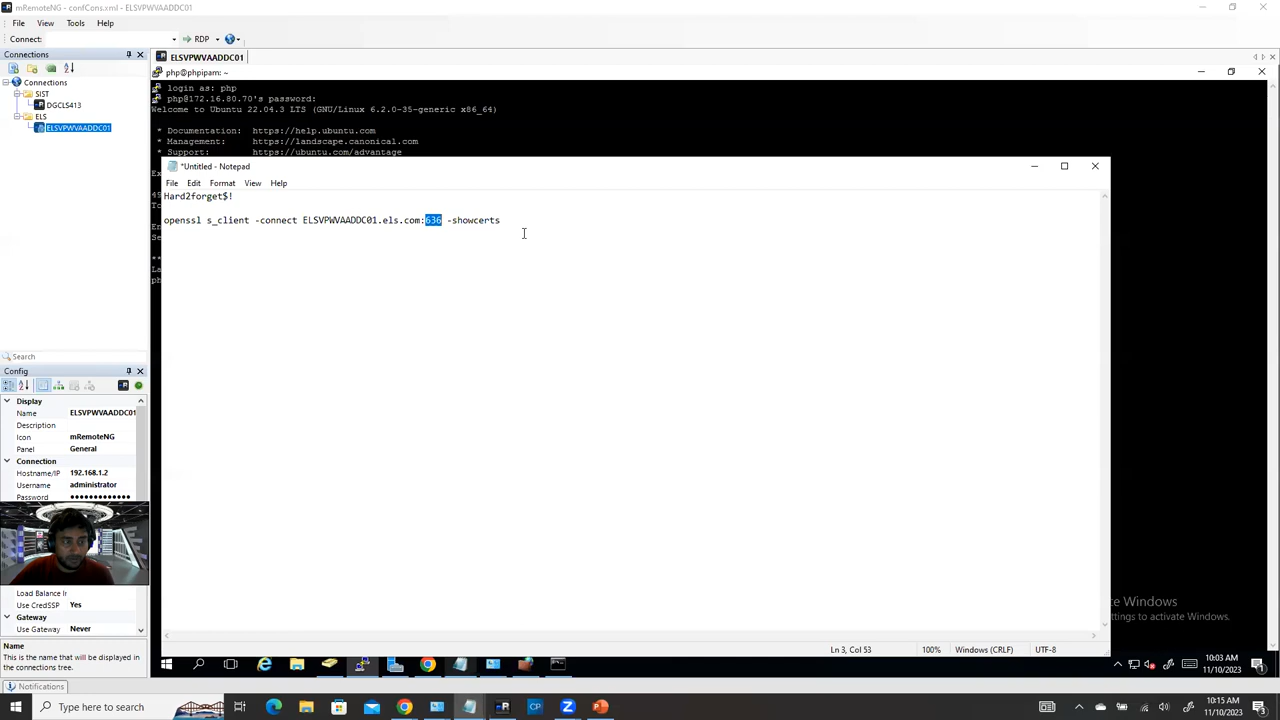 mRemoteNG - confCons.xml - ELSVPWVAADDC01
File View Tools Help
Connect: RDP
Connections
Connections
SIST
DGCLS413
ELS
ELSVPWVAADDC01
Search
Config
Display
Name ELSVPWVAADDC01
Description
Icon mRemoteNG
Panel General
Connection
Hostname/IP 192.168.1.2
Username administrator
Password ●●●●●●●●●●●●●
Load Balance Ir
Use CredSSP Yes
Gateway
Use Gateway Never
Name
This is the name that will be displayed in
the connections tree.
Notifications
ELSVPWVAADDC01
php@phpipam: ~
login as: php
php@172.16.80.70's password:
Welcome to Ubuntu 22.04.3 LTS (GNU/Linux 6.2.0-35-generic x86_64)
* Documentation: https://help.ubuntu.com
* Management: https://landscape.canonical.com
* Support: https://ubuntu.com/advantage
*Untitled - Notepad
File Edit Format View Help
Hard2forget$!
openssl s_client -connect ELSVPWVAADDC01.els.com:636 -showcerts
Ln 3, Col 53 100% Windows (CRLF) UTF-8
te Windows
ttings to activate Windows.
10:03 AM
11/10/2023
Type here to search
10:15 AM
11/10/2023